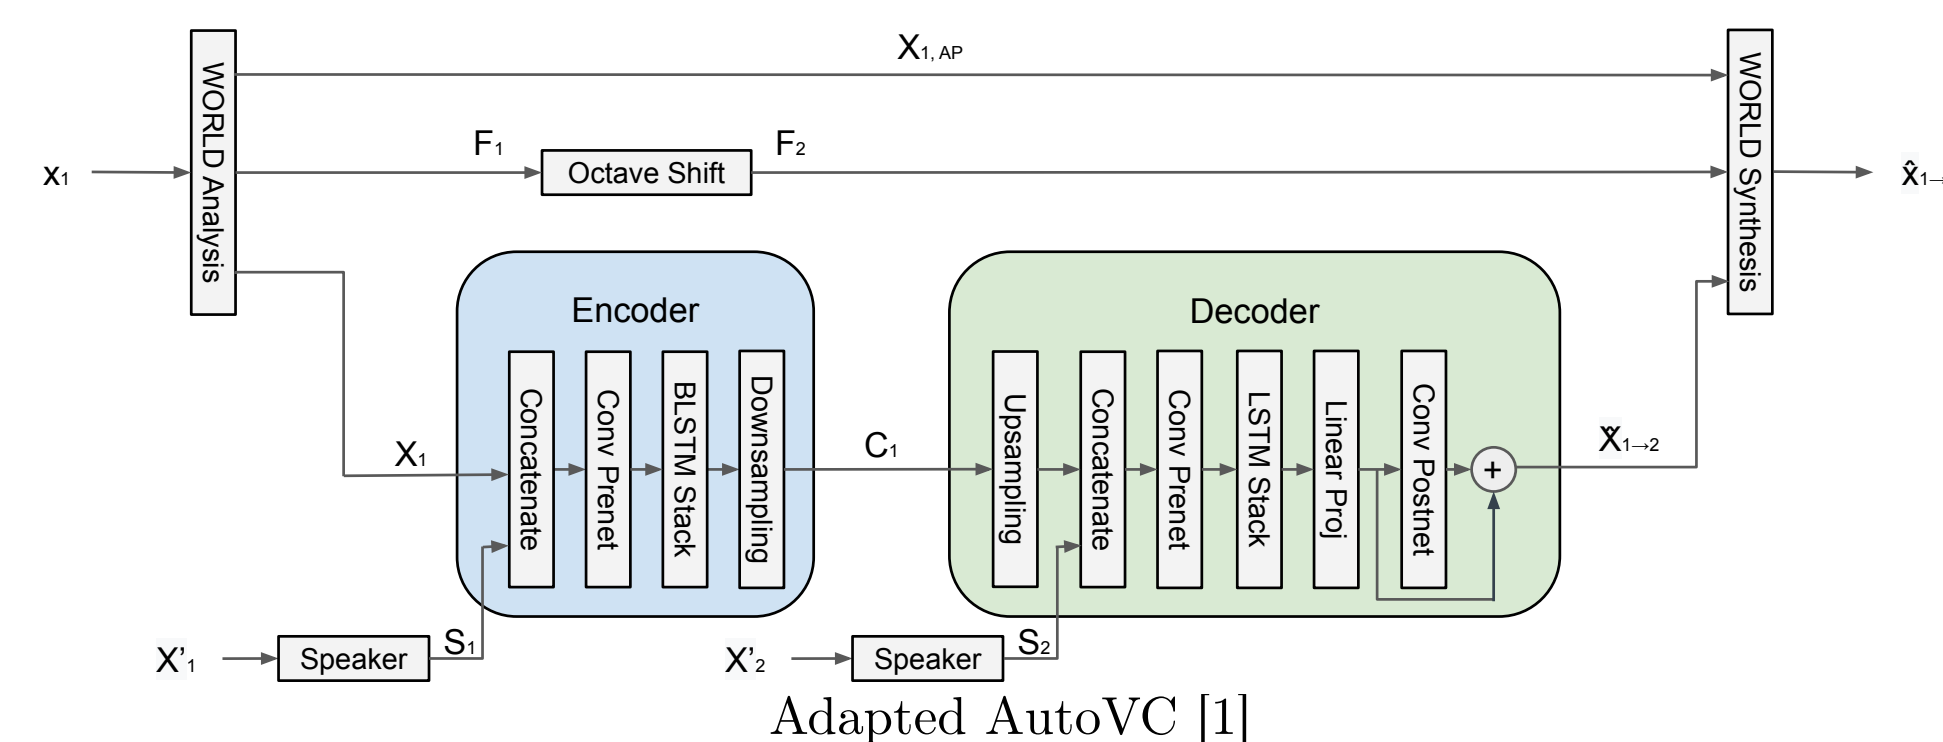 X1, AP
F1
F2
x1
WORLD Analysis
Octave Shift
WORLD Synthesis
x̂1→
Encoder
Decoder
X1
Concatenate
Conv Prenet
BLSTM Stack
Downsampling
C1
Upsampling
Concatenate
Conv Prenet
LSTM Stack
Linear Proj
Conv Postnet
+
X̂1→2
X’1
Speaker
S1
X’2
Speaker
S2
Adapted AutoVC [1]